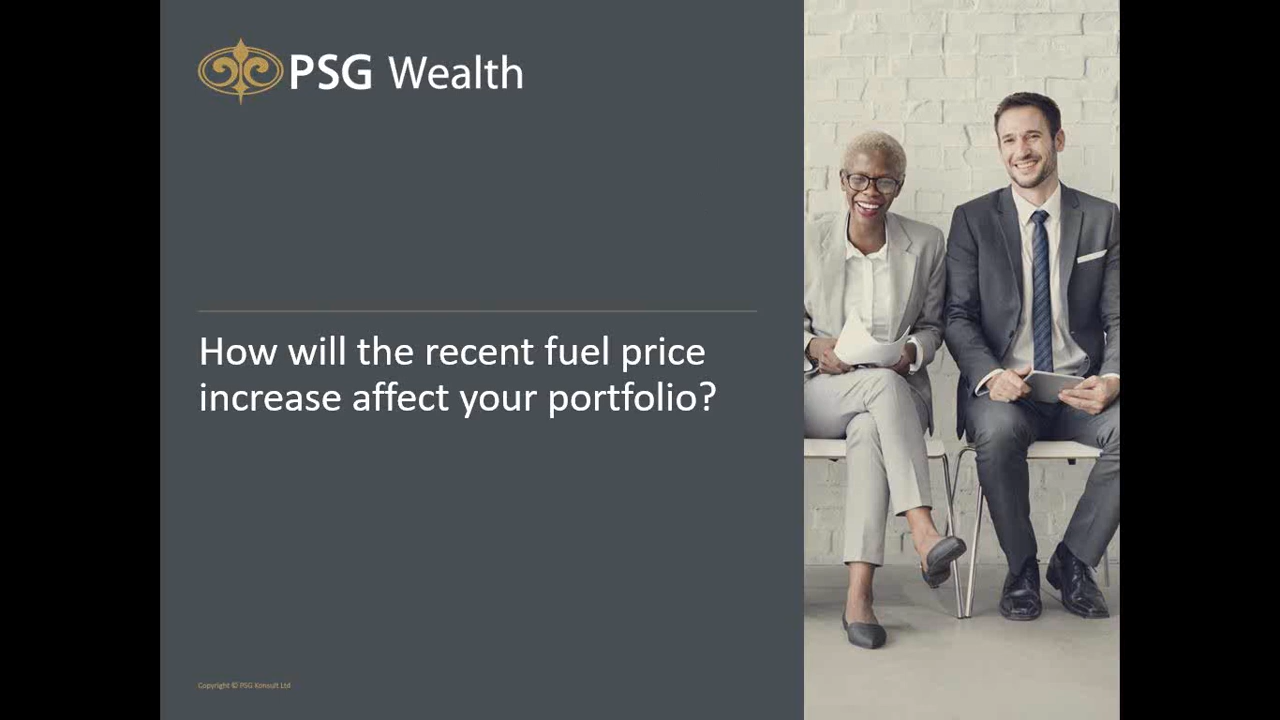 PSG Wealth
How will the recent fuel price
increase affect your portfolio?
Copyright © PSG Konsult Ltd